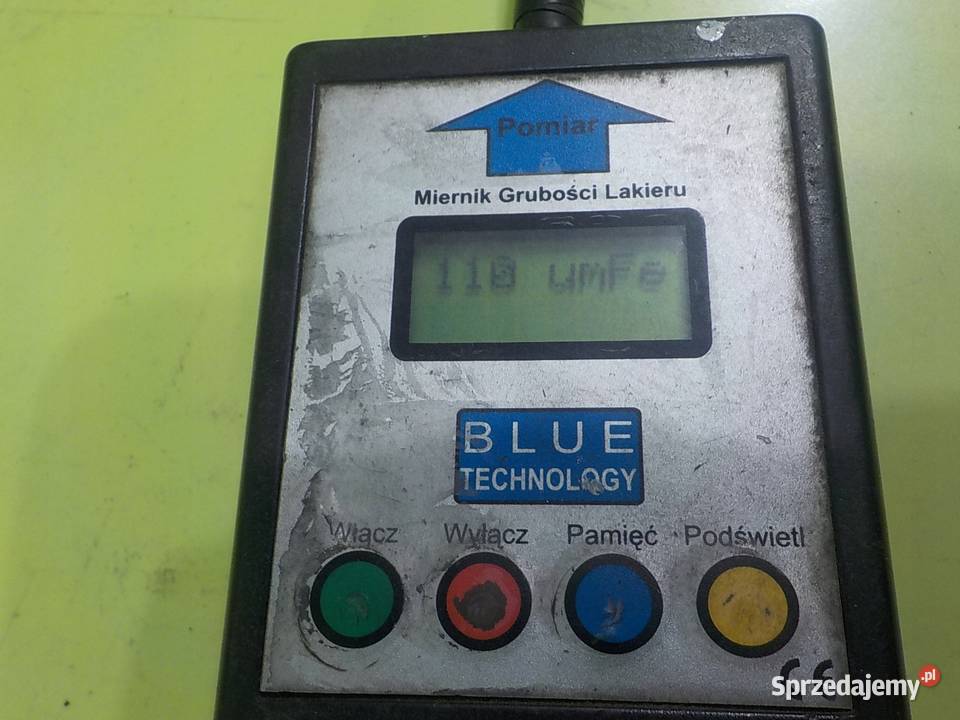 Pomiar
Miernik Grubości Lakieru
110 umFe
BLUE
TECHNOLOGY
Włącz Wyłącz Pamięć Podświetl
CE
Sprzedajemy.pl